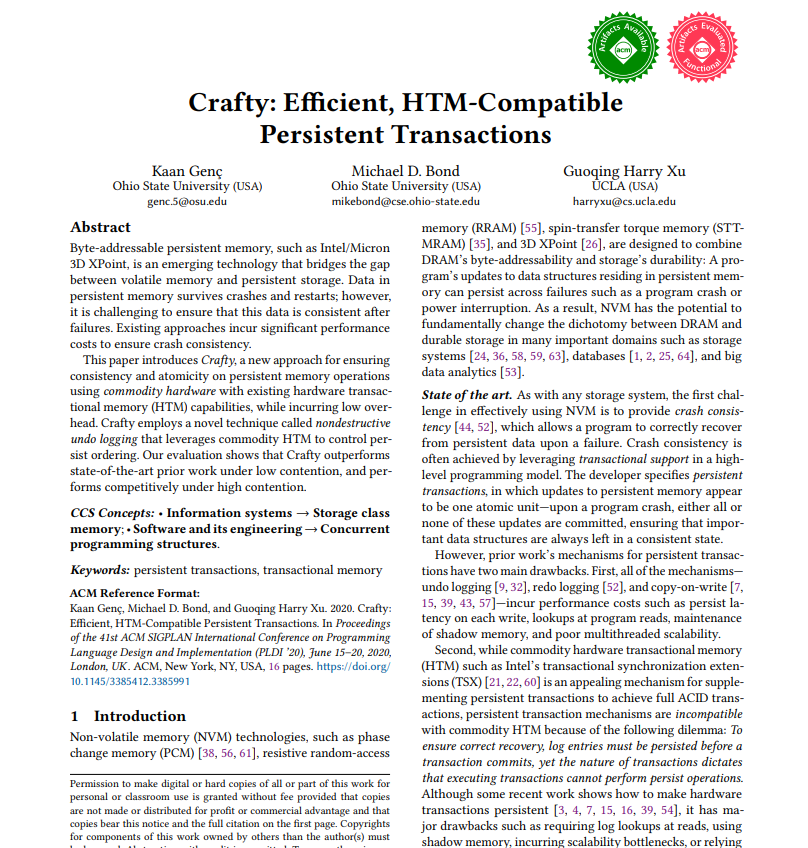 Artifacts Available
acm
Artifacts Evaluated
Functional
acm
Crafty: Efficient, HTM-Compatible
Persistent Transactions
Kaan Genç
Ohio State University (USA)
genc.5@osu.edu
Michael D. Bond
Ohio State University (USA)
mikebond@cse.ohio-state.edu
Guoqing Harry Xu
UCLA (USA)
harryxu@cs.ucla.edu
Abstract
Byte-addressable persistent memory, such as Intel/Micron
3D XPoint, is an emerging technology that bridges the gap
between volatile memory and persistent storage. Data in
persistent memory survives crashes and restarts; however,
it is challenging to ensure that this data is consistent after
failures. Existing approaches incur significant performance
costs to ensure crash consistency.
This paper introduces Crafty, a new approach for ensuring
consistency and atomicity on persistent memory operations
using commodity hardware with existing hardware transac-
tional memory (HTM) capabilities, while incurring low over-
head. Crafty employs a novel technique called nondestructive
undo logging that leverages commodity HTM to control per-
sist ordering. Our evaluation shows that Crafty outperforms
state-of-the-art prior work under low contention, and per-
forms competitively under high contention.
CCS Concepts: • Information systems → Storage class
memory; • Software and its engineering → Concurrent
programming structures.
Keywords: persistent transactions, transactional memory
ACM Reference Format:
Kaan Genç, Michael D. Bond, and Guoqing Harry Xu. 2020. Crafty:
Efficient, HTM-Compatible Persistent Transactions. In Proceedings
of the 41st ACM SIGPLAN International Conference on Programming
Language Design and Implementation (PLDI '20), June 15–20, 2020,
London, UK. ACM, New York, NY, USA, 16 pages. https://doi.org/
10.1145/3385412.3385991
1 Introduction
Non-volatile memory (NVM) technologies, such as phase
change memory (PCM) [38, 56, 61], resistive random-access
Permission to make digital or hard copies of all or part of this work for
personal or classroom use is granted without fee provided that copies
are not made or distributed for profit or commercial advantage and that
copies bear this notice and the full citation on the first page. Copyrights
for components of this work owned by others than the author(s) must
memory (RRAM) [55], spin-transfer torque memory (STT-
MRAM) [35], and 3D XPoint [26], are designed to combine
DRAM's byte-addressability and storage's durability: A pro-
gram's updates to data structures residing in persistent mem-
ory can persist across failures such as a program crash or
power interruption. As a result, NVM has the potential to
fundamentally change the dichotomy between DRAM and
durable storage in many important domains such as storage
systems [24, 36, 58, 59, 63], databases [1, 2, 25, 64], and big
data analytics [53].
State of the art. As with any storage system, the first chal-
lenge in effectively using NVM is to provide crash consis-
tency [44, 52], which allows a program to correctly recover
from persistent data upon a failure. Crash consistency is
often achieved by leveraging transactional support in a high-
level programming model. The developer specifies persistent
transactions, in which updates to persistent memory appear
to be one atomic unit—upon a program crash, either all or
none of these updates are committed, ensuring that impor-
tant data structures are always left in a consistent state.
However, prior work's mechanisms for persistent transac-
tions have two main drawbacks. First, all of the mechanisms—
undo logging [9, 32], redo logging [52], and copy-on-write [7,
15, 39, 43, 57]—incur performance costs such as persist la-
tency on each write, lookups at program reads, maintenance
of shadow memory, and poor multithreaded scalability.
Second, while commodity hardware transactional memory
(HTM) such as Intel's transactional synchronization exten-
sions (TSX) [21, 22, 60] is an appealing mechanism for supple-
menting persistent transactions to achieve full ACID trans-
actions, persistent transaction mechanisms are incompatible
with commodity HTM because of the following dilemma: To
ensure correct recovery, log entries must be persisted before a
transaction commits, yet the nature of transactions dictates
that executing transactions cannot perform persist operations.
Although some recent work shows how to make hardware
transactions persistent [3, 4, 7, 15, 16, 39, 54], it has ma-
jor drawbacks such as requiring log lookups at reads, using
shadow memory, incurring scalability bottlenecks, or relying